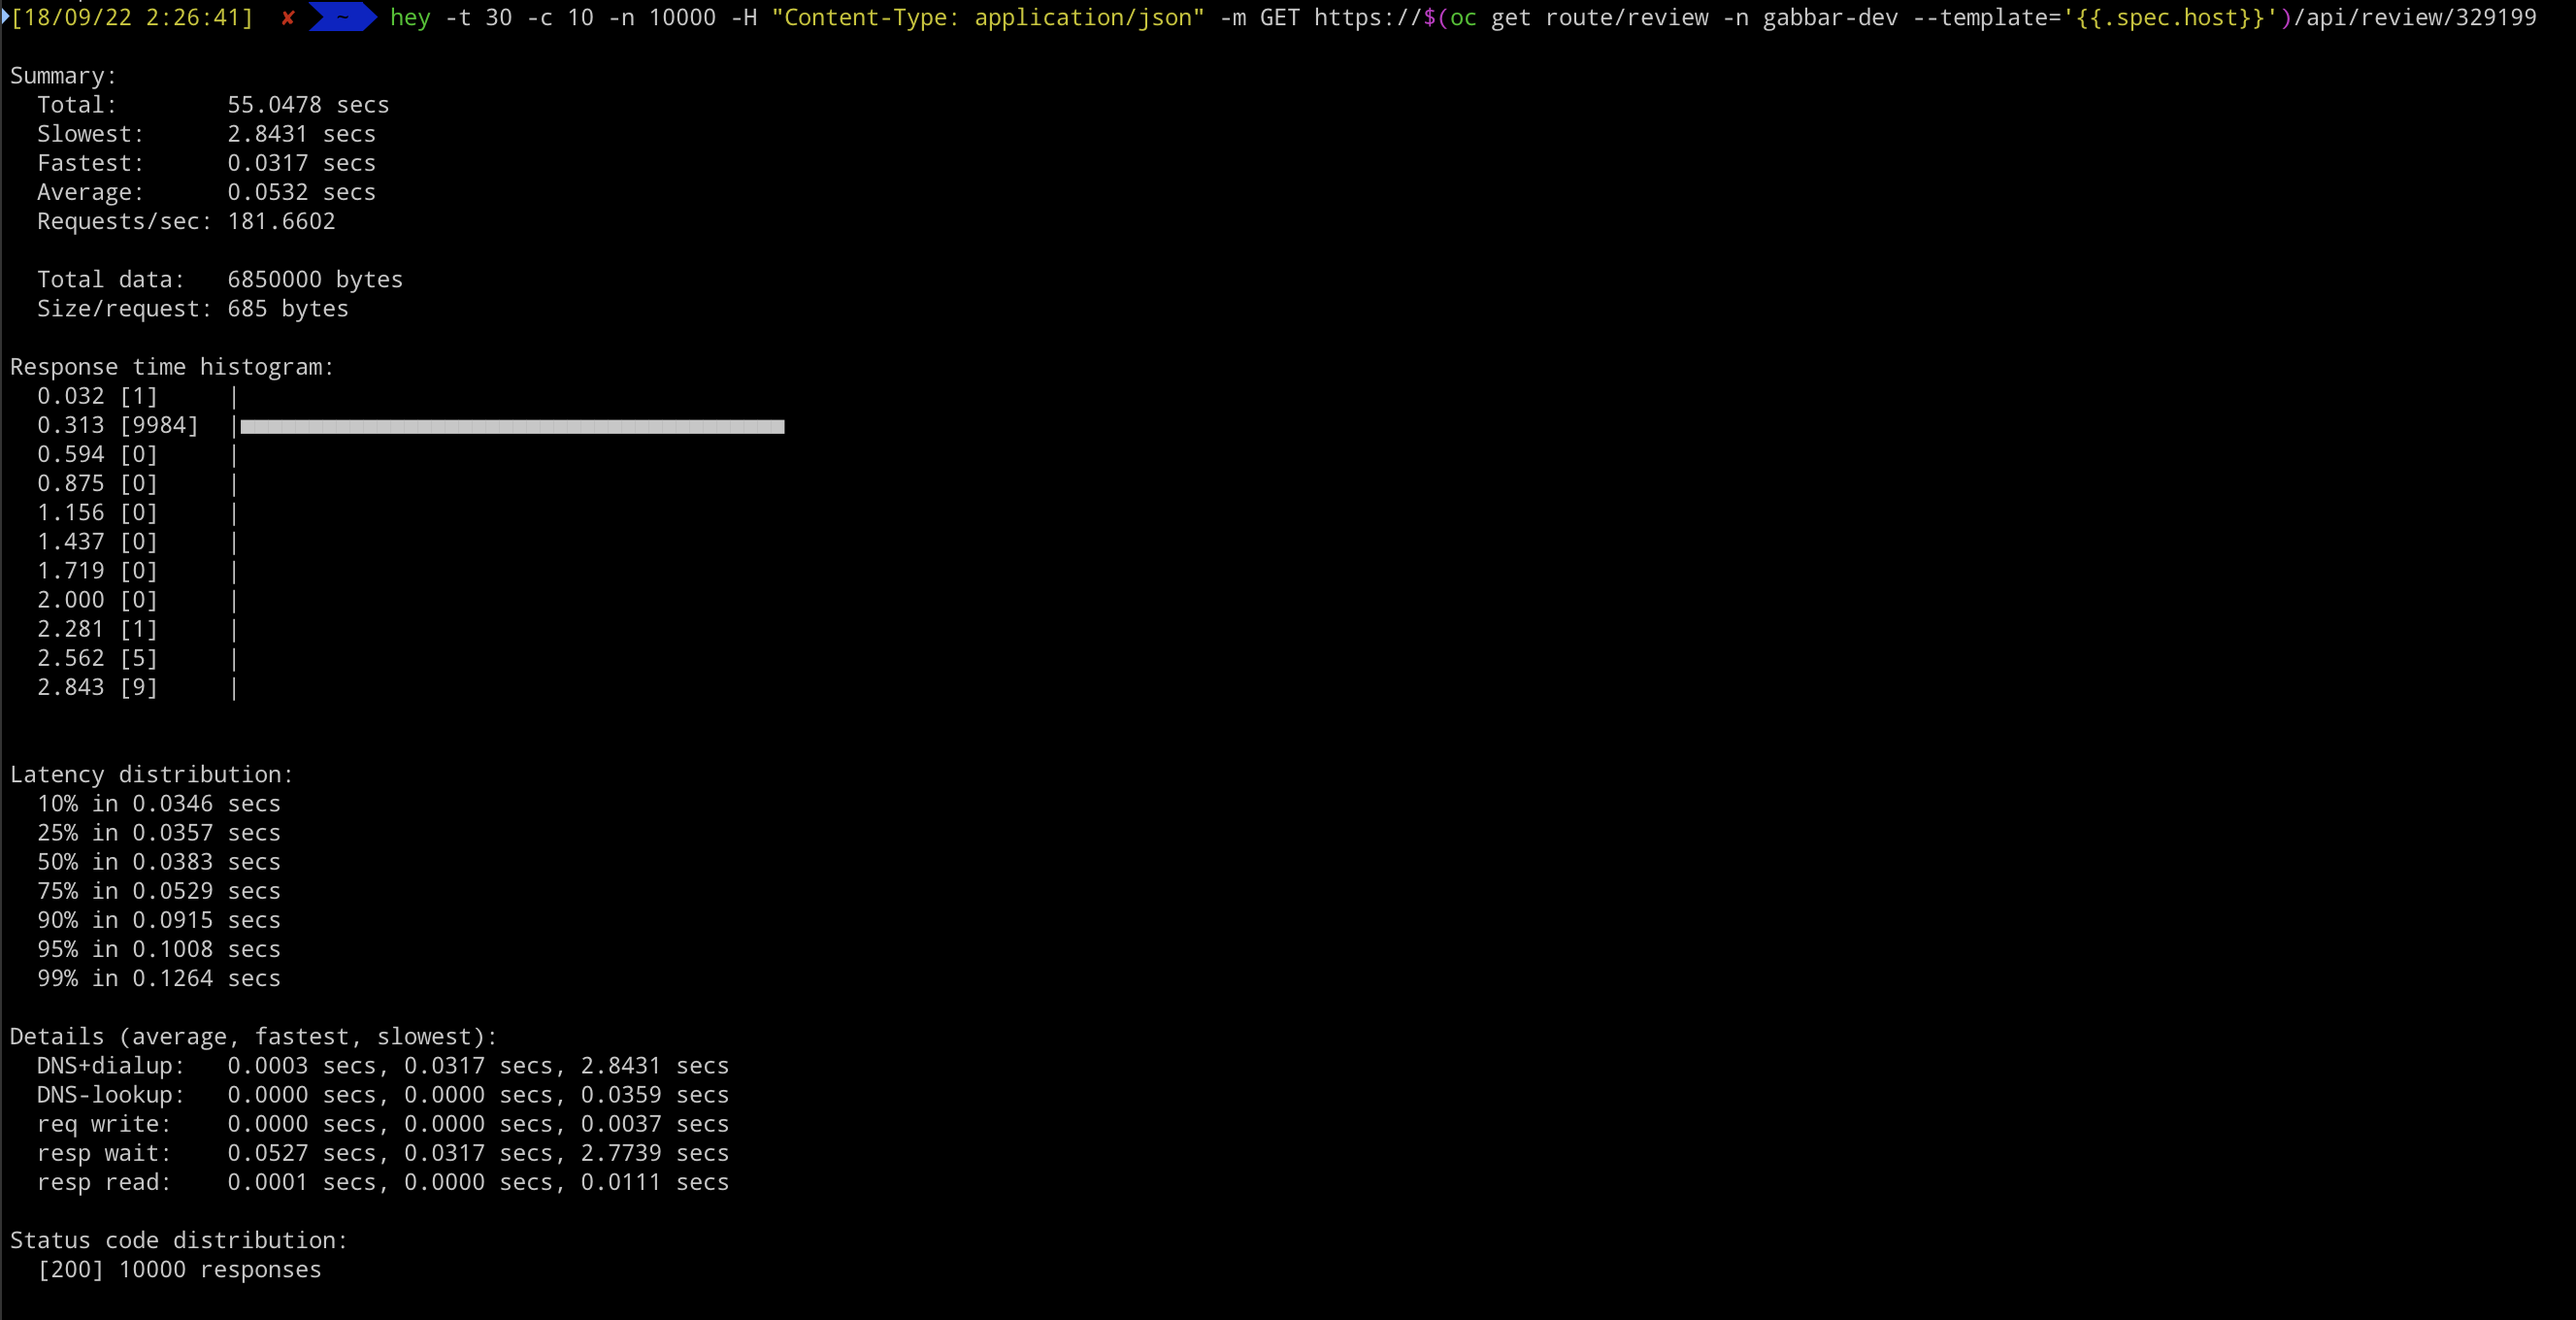 [18/09/22 2:26:41] ✘ ~ hey -t 30 -c 10 -n 10000 -H "Content-Type: application/json" -m GET https://$(oc get route/review -n gabbar-dev --template='{{.spec.host}}')/api/review/329199
Summary:
Total: 55.0478 secs
Slowest: 2.8431 secs
Fastest: 0.0317 secs
Average: 0.0532 secs
Requests/sec: 181.6602
Total data: 6850000 bytes
Size/request: 685 bytes
Response time histogram:
0.032 [1] |
0.313 [9984] |■■■■■■■■■■■■■■■■■■■■■■■■■■■■■■■■■■■■■■■■
0.594 [0] |
0.875 [0] |
1.156 [0] |
1.437 [0] |
1.719 [0] |
2.000 [0] |
2.281 [1] |
2.562 [5] |
2.843 [9] |
Latency distribution:
10% in 0.0346 secs
25% in 0.0357 secs
50% in 0.0383 secs
75% in 0.0529 secs
90% in 0.0915 secs
95% in 0.1008 secs
99% in 0.1264 secs
Details (average, fastest, slowest):
DNS+dialup: 0.0003 secs, 0.0317 secs, 2.8431 secs
DNS-lookup: 0.0000 secs, 0.0000 secs, 0.0359 secs
req write: 0.0000 secs, 0.0000 secs, 0.0037 secs
resp wait: 0.0527 secs, 0.0317 secs, 2.7739 secs
resp read: 0.0001 secs, 0.0000 secs, 0.0111 secs
Status code distribution:
[200] 10000 responses